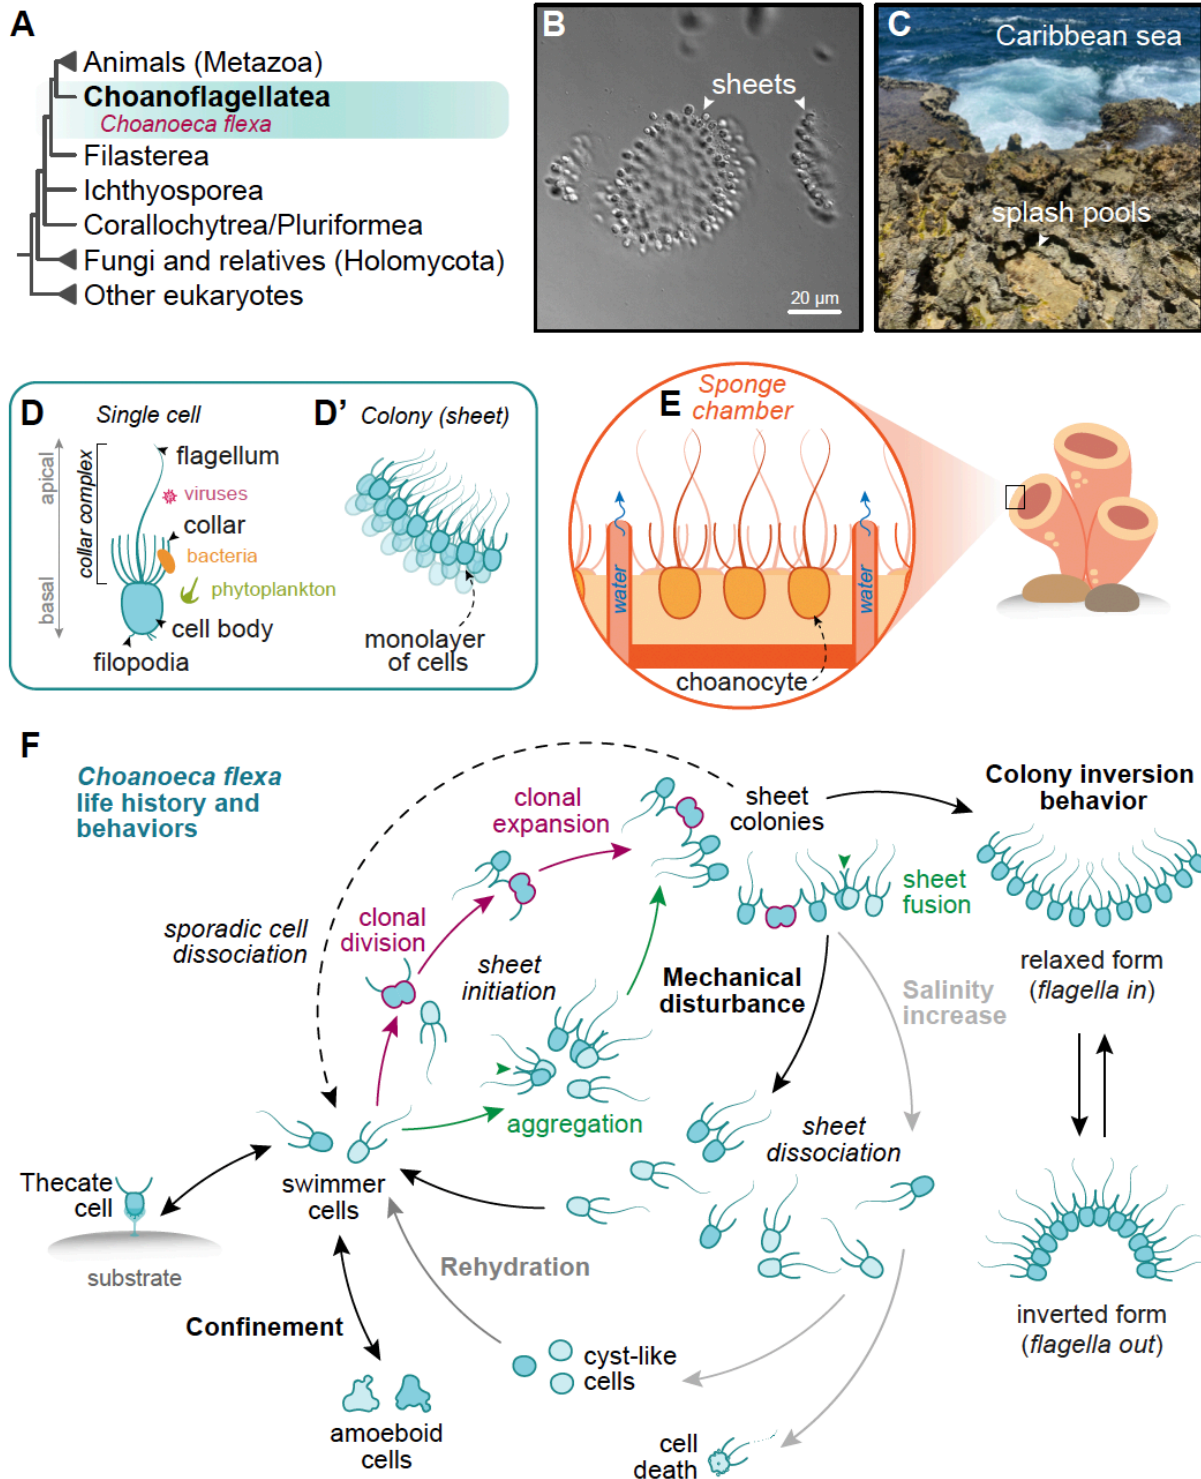 A
Animals (Metazoa)
Choanoflagellatea
Choanoeca flexa
Filasterea
Ichthyosporea
Corallochytrea/Pluriformea
Fungi and relatives (Holomycota)
Other eukaryotes
B
sheets
20 µm
C
Caribbean sea
splash pools
D
Single cell
apical
basal
collar complex
flagellum
viruses
collar
bacteria
phytoplankton
cell body
filopodia
D’
Colony (sheet)
monolayer
of cells
E
Sponge
chamber
water
water
choanocyte
F
Choanoeca flexa
life history and
behaviors
clonal
expansion
sheet
colonies
Colony inversion
behavior
clonal
division
sheet
fusion
sporadic cell
dissociation
sheet
initiation
Mechanical
disturbance
Salinity
increase
relaxed form
(flagella in)
aggregation
sheet
dissociation
Thecate
cell
swimmer
cells
substrate
Rehydration
Confinement
inverted form
(flagella out)
cyst-like
cells
amoeboid
cells
cell
death